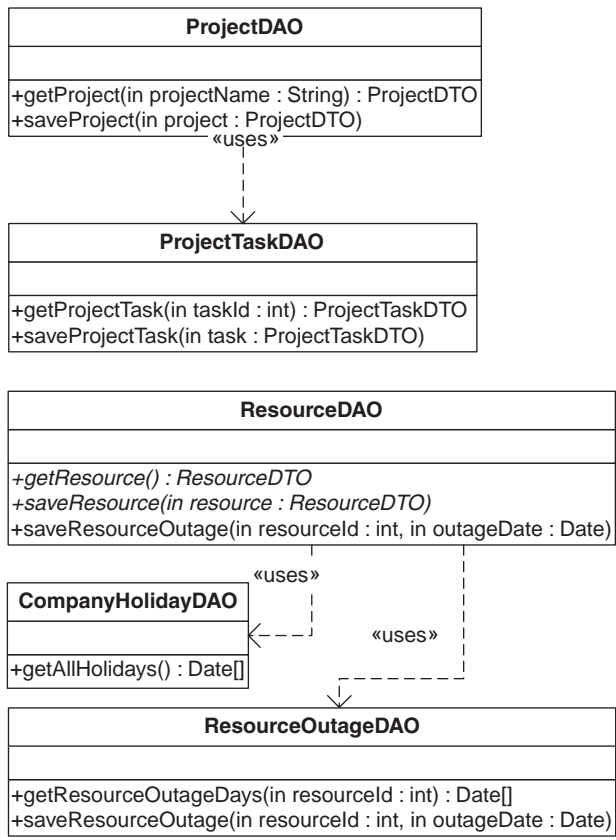 ProjectDAO
+getProject(in projectName : String) : ProjectDTO
+saveProject(in project : ProjectDTO)
«uses»
ProjectTaskDAO
+getProjectTask(in taskId : int) : ProjectTaskDTO
+saveProjectTask(in task : ProjectTaskDTO)
ResourceDAO
+getResource() : ResourceDTO
+saveResource(in resource : ResourceDTO)
+saveResourceOutage(in resourceId : int, in outageDate : Date)
«uses»
CompanyHolidayDAO
+getAllHolidays() : Date[]
«uses»
ResourceOutageDAO
+getResourceOutageDays(in resourceId : int) : Date[]
+saveResourceOutage(in resourceId : int, in outageDate : Date)